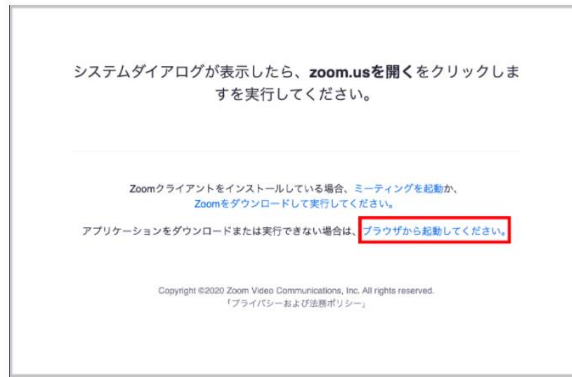 システムダイアログが表示したら、zoom.usを開くをクリックしま
すを実行してください。
Zoomクライアントをインストールしている場合、ミーティングを起動か、
Zoomをダウンロードして実行してください。
アプリケーションをダウンロードまたは実行できない場合は、ブラウザから起動してください。
Copyright ©2020 Zoom Video Communications, Inc. All rights reserved.
「プライバシーおよび法務ポリシー」